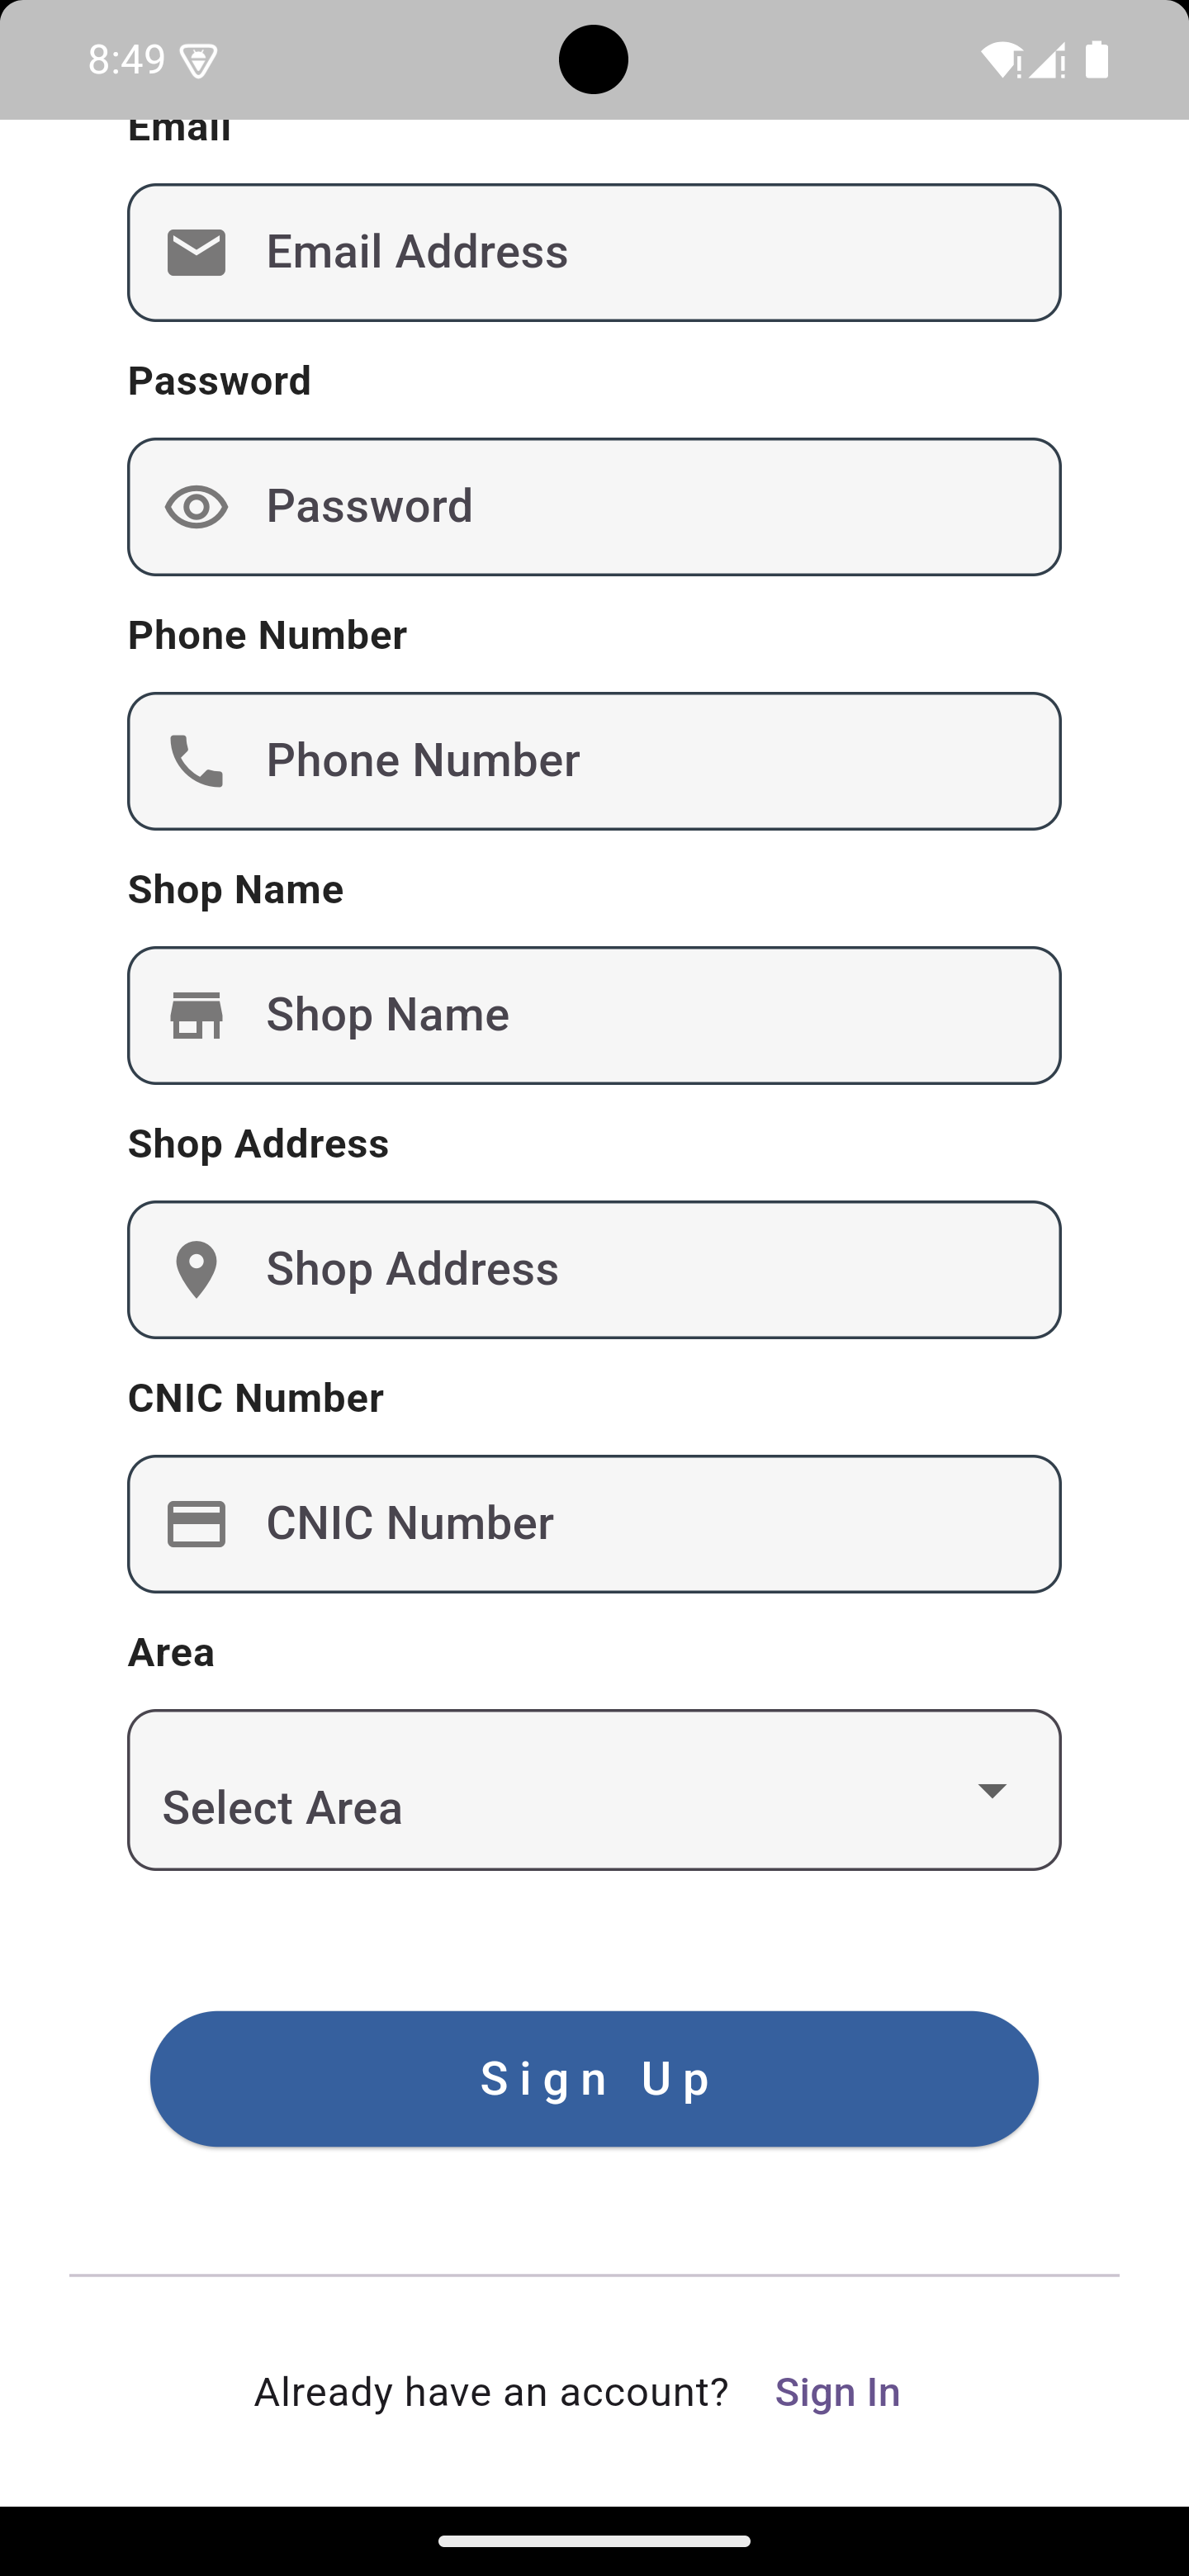 8:49
Email
Email Address
Password
Password
Phone Number
Phone Number
Shop Name
Shop Name
Shop Address
Shop Address
CNIC Number
CNIC Number
Area
Select Area
Sign Up
Already have an account? Sign In